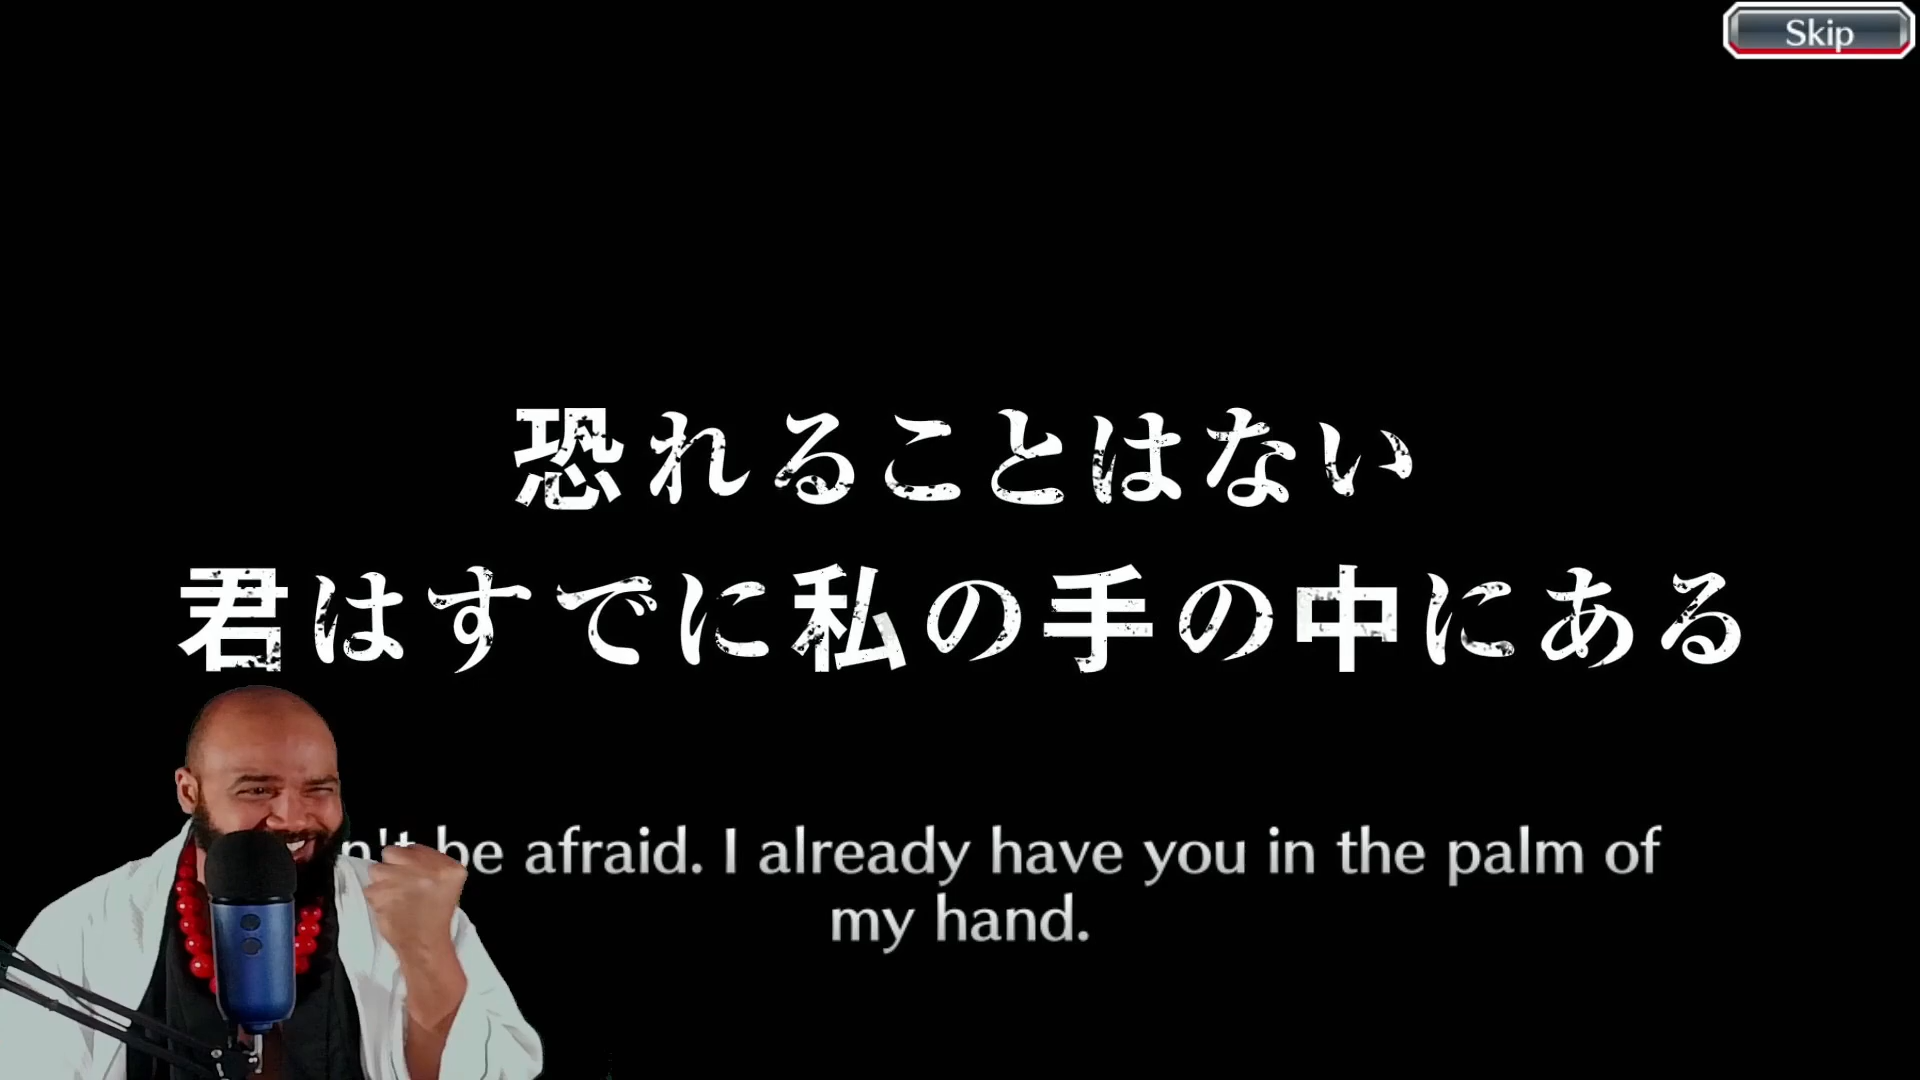 Skip
恐れることはない
君はすでに私の手の中にある
be afraid. I already have you in the palm of
my hand.